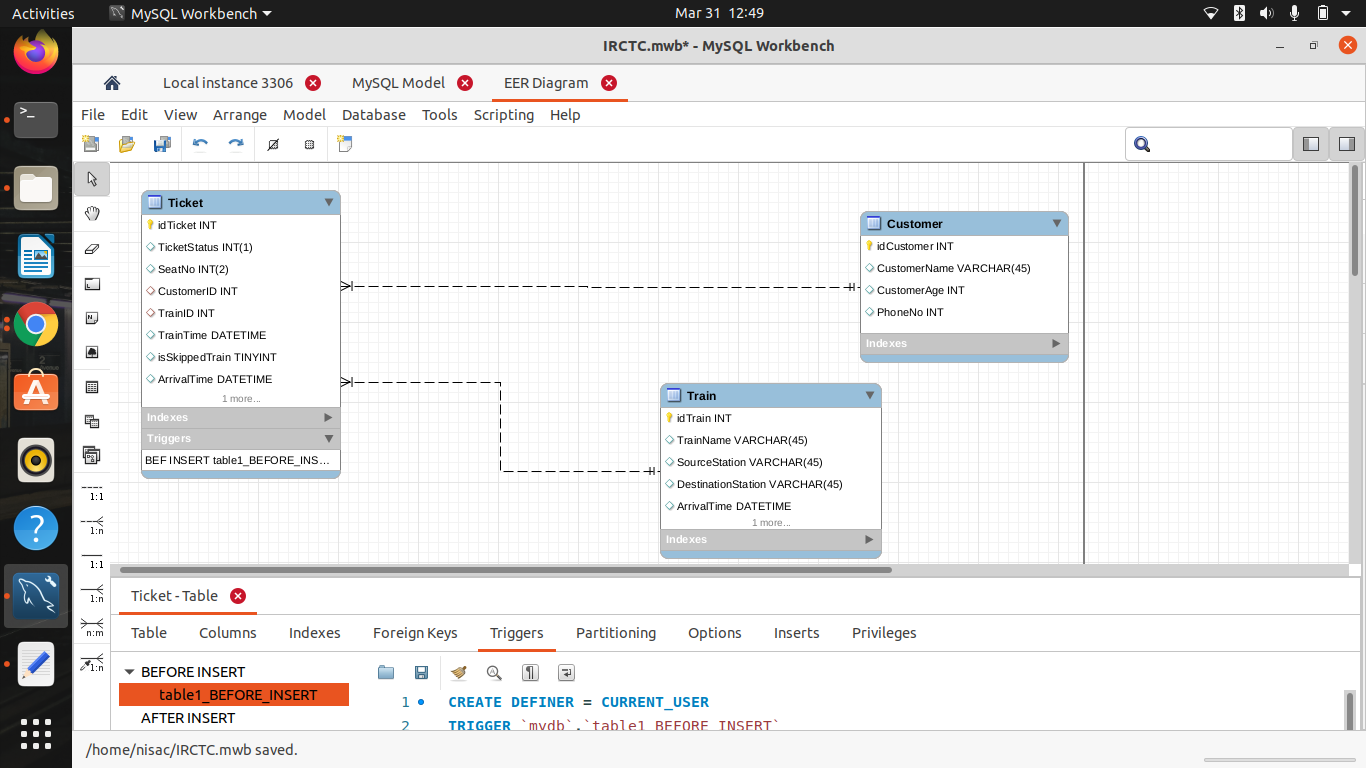 Activities MySQL Workbench Mar 31 12:49
IRCTC.mwb* - MySQL Workbench
Local instance 3306 MySQL Model EER Diagram
File Edit View Arrange Model Database Tools Scripting Help
Ticket
idTicket INT
TicketStatus INT(1)
SeatNo INT(2)
CustomerID INT
TrainID INT
TrainTime DATETIME
isSkippedTrain TINYINT
ArrivalTime DATETIME
1 more...
Indexes
Triggers
BEF INSERT table1_BEFORE_INS...
Customer
idCustomer INT
CustomerName VARCHAR(45)
CustomerAge INT
PhoneNo INT
Indexes
Train
idTrain INT
TrainName VARCHAR(45)
SourceStation VARCHAR(45)
DestinationStation VARCHAR(45)
ArrivalTime DATETIME
1 more...
Indexes
1:1
1:n
1:1
1:n
n:m
1:n
Ticket - Table
Table Columns Indexes Foreign Keys Triggers Partitioning Options Inserts Privileges
BEFORE INSERT
table1_BEFORE_INSERT
AFTER INSERT
1 CREATE DEFINER = CURRENT_USER
2 TRIGGER `mydb`.`table1_BEFORE_INSERT`
/home/nisac/IRCTC.mwb saved.